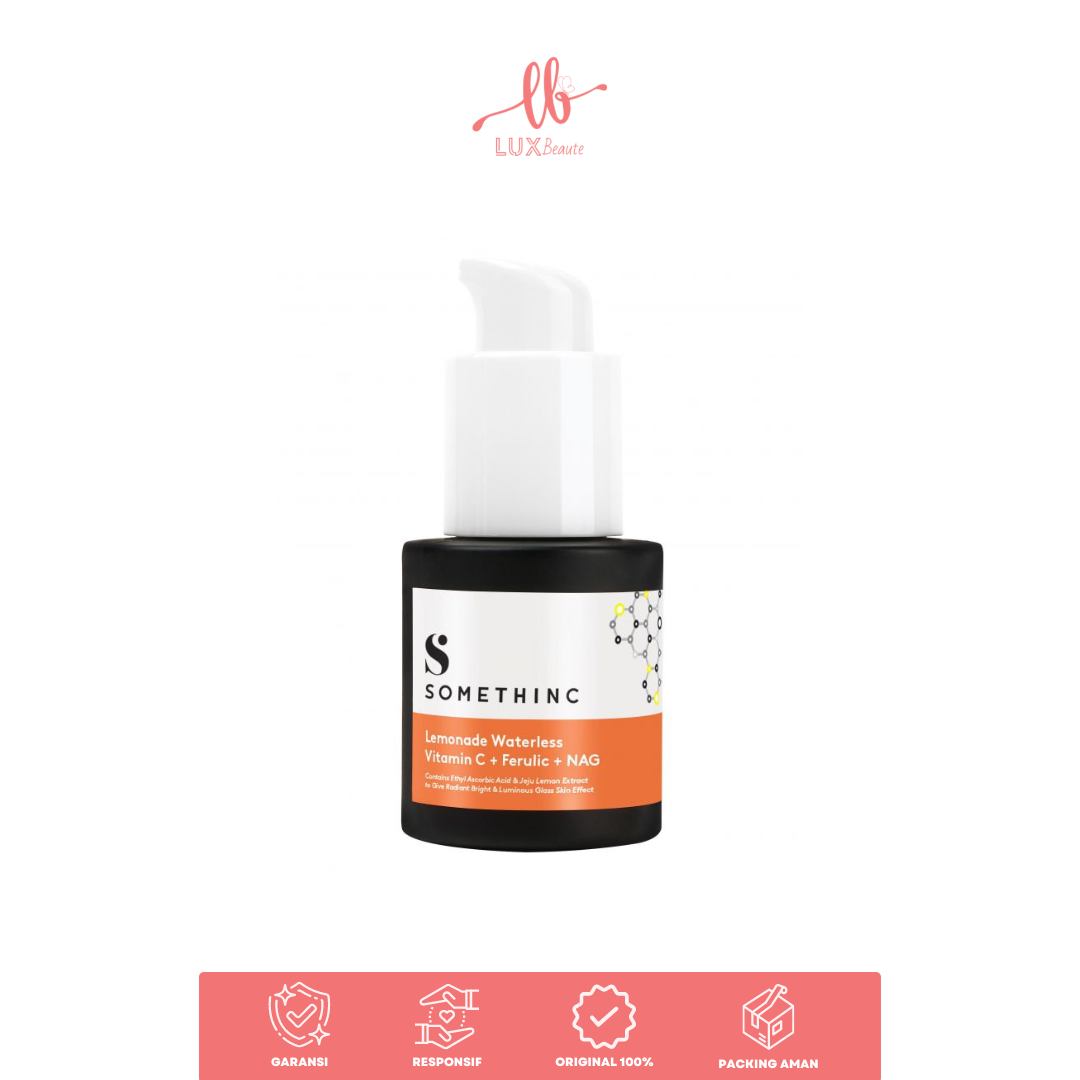 lb
LUX Beaute
S
SOMETHINC
Lemonade Waterless
Vitamin C + Ferulic + NAG
Contains Ethyl Ascorbic Acid & Jeju Lemon Extract
to Give Radiant Bright & Luminous Glass Skin Effect
GARANSI
RESPONSIF
ORIGINAL 100%
PACKING AMAN